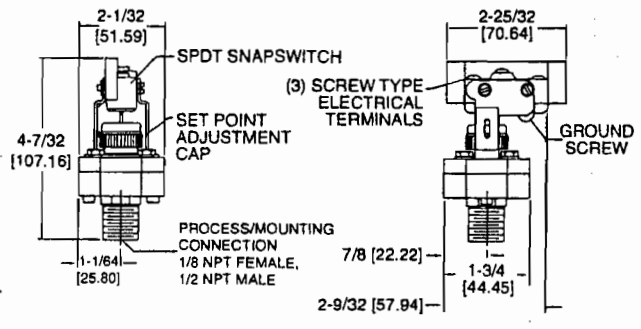 2-1/32
[51.59]
SPDT SNAPSWITCH
4-7/32
[107.16]
SET POINT
ADJUSTMENT
CAP
1-1/64
[25.80]
PROCESS/MOUNTING
CONNECTION
1/8 NPT FEMALE,
1/2 NPT MALE
2-25/32
[70.64]
(3) SCREW TYPE
ELECTRICAL
TERMINALS
GROUND
SCREW
7/8 [22.22]
1-3/4
[44.45]
2-9/32 [57.94]